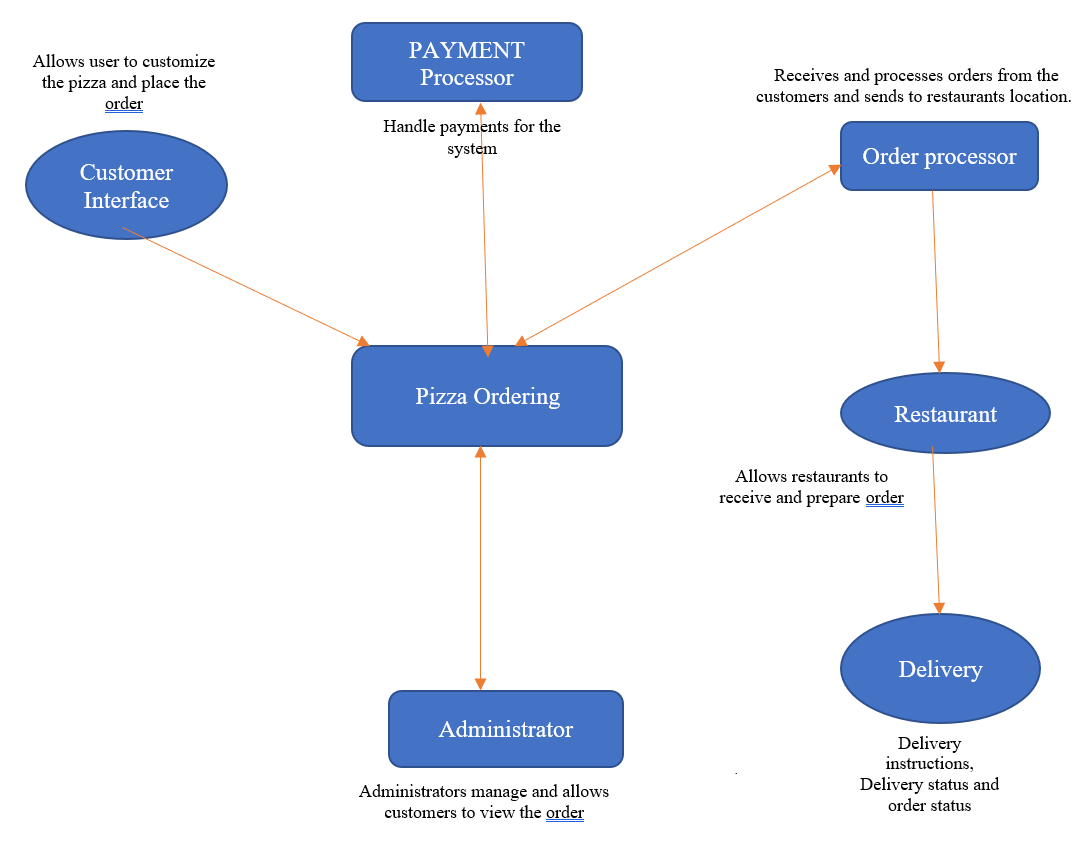 Allows user to customize
the pizza and place the
order
Customer
Interface
PAYMENT
Processor
Handle payments for the
system
Receives and processes orders from the
customers and sends to restaurants location.
Order processor
Pizza Ordering
Restaurant
Allows restaurants to
receive and prepare order
Delivery
Delivery
instructions,
Delivery status and
order status
Administrator
Administrators manage and allows
customers to view the order
.